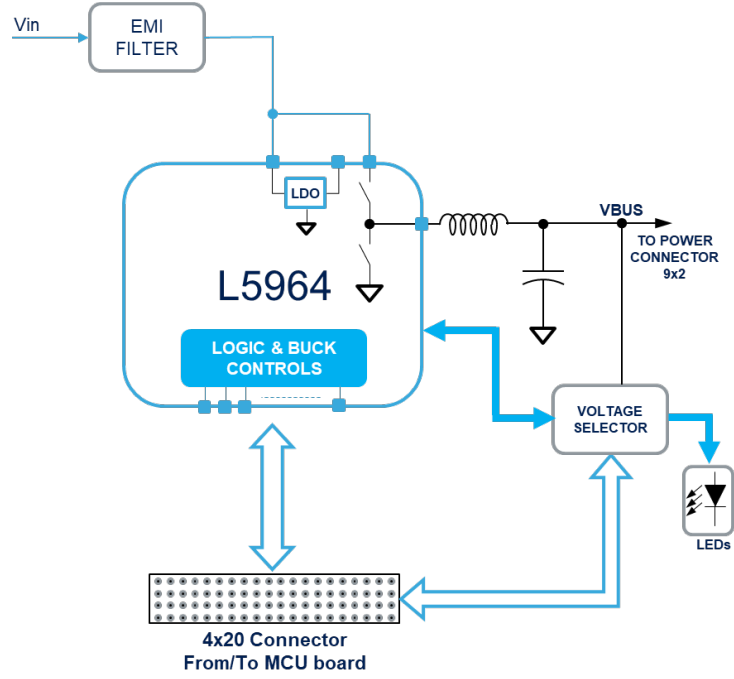 Vin
EMI
FILTER
LDO
L5964
LOGIC & BUCK
CONTROLS
VBUS
TO POWER
CONNECTOR
9x2
VOLTAGE
SELECTOR
LEDs
4x20 Connector
From/To MCU board